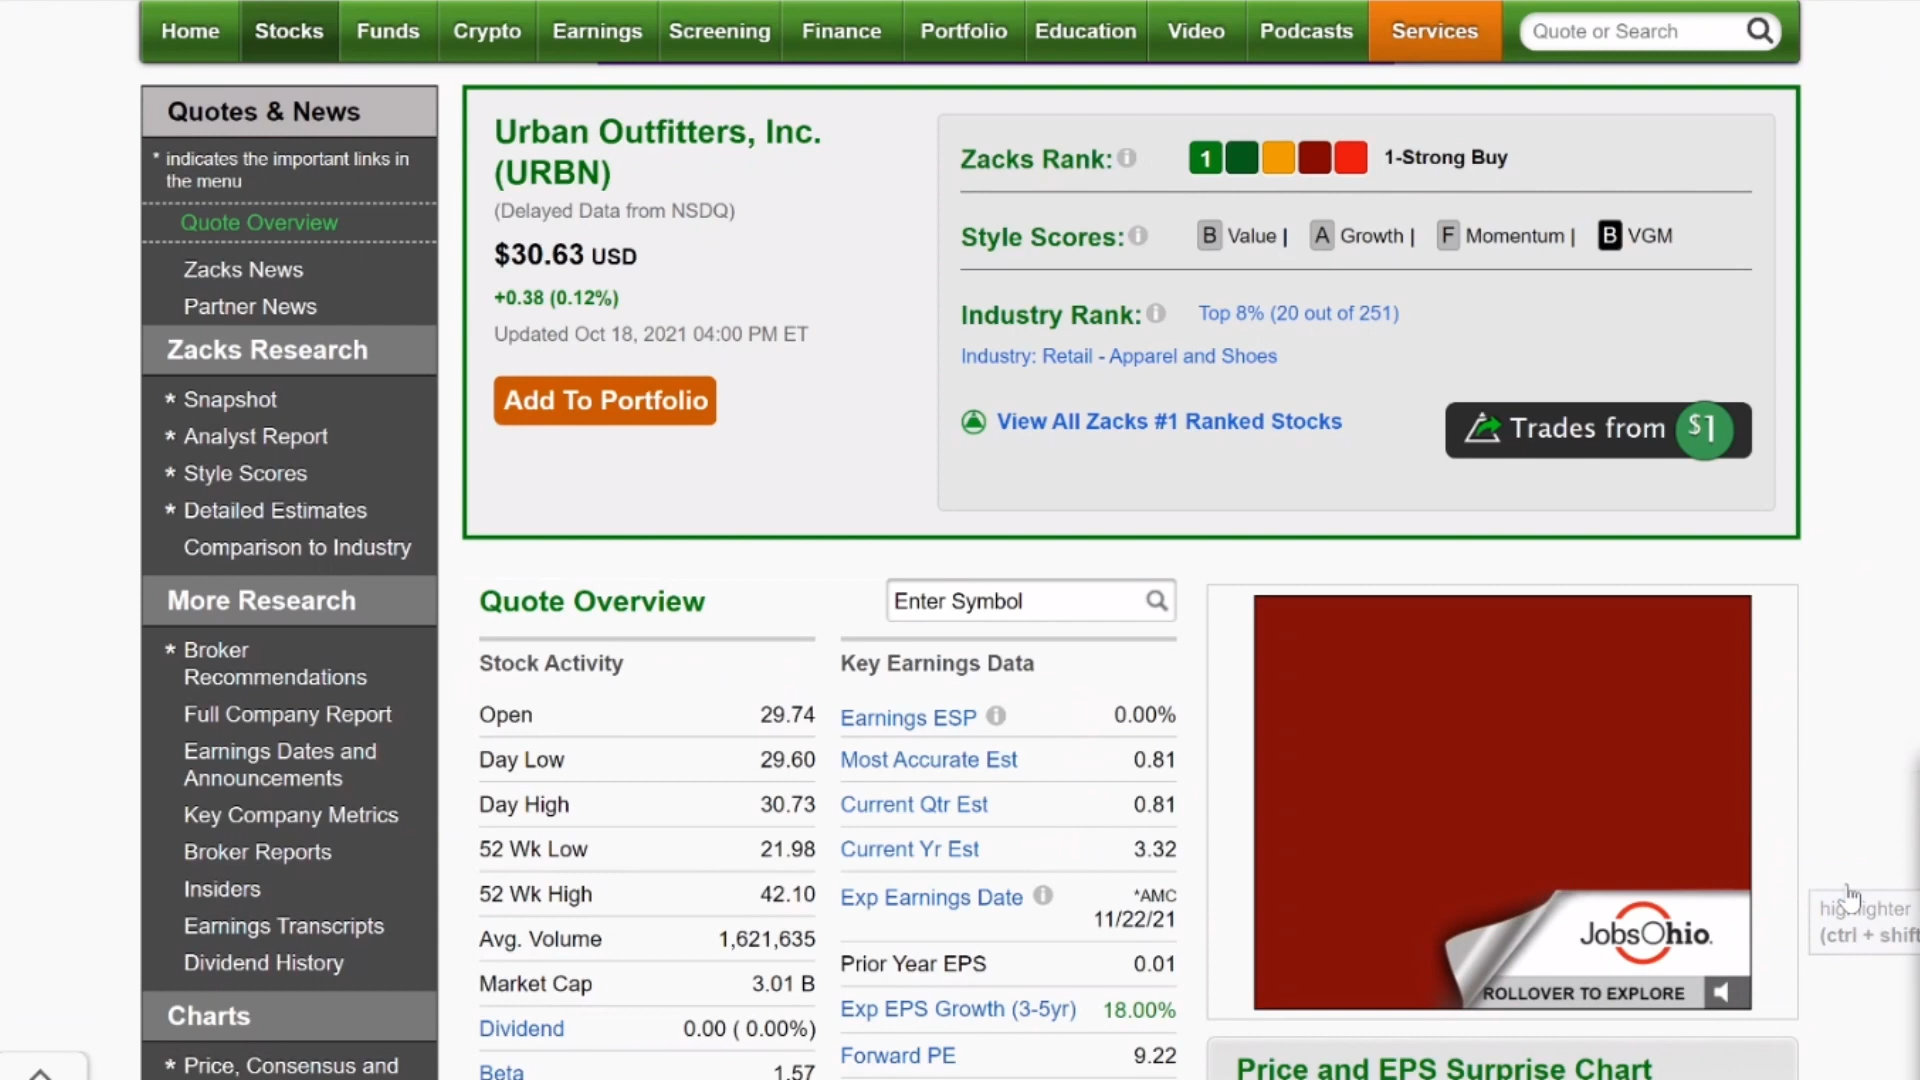 Home Stocks Funds Crypto Earnings Screening Finance Portfolio Education Video Podcasts Services Quote or Search
Quotes & News
* indicates the important links in
the menu
Quote Overview
Zacks News
Partner News
Zacks Research
* Snapshot
* Analyst Report
* Style Scores
* Detailed Estimates
Comparison to Industry
More Research
* Broker
Recommendations
Full Company Report
Earnings Dates and
Announcements
Key Company Metrics
Broker Reports
Insiders
Earnings Transcripts
Dividend History
Charts
* Price, Consensus and
Urban Outfitters, Inc.
(URBN)
(Delayed Data from NSDQ)
$30.63 USD
+0.38 (0.12%)
Updated Oct 18, 2021 04:00 PM ET
Add To Portfolio
Zacks Rank: 1 1-Strong Buy
Style Scores: B Value | A Growth | F Momentum | B VGM
Industry Rank: Top 8% (20 out of 251)
Industry: Retail - Apparel and Shoes
View All Zacks #1 Ranked Stocks
Trades from $1
Quote Overview
Enter Symbol
Stock Activity
Open 29.74
Day Low 29.60
Day High 30.73
52 Wk Low 21.98
52 Wk High 42.10
Avg. Volume 1,621,635
Market Cap 3.01 B
Dividend 0.00 ( 0.00%)
Beta 1.57
Key Earnings Data
Earnings ESP 0.00%
Most Accurate Est 0.81
Current Qtr Est 0.81
Current Yr Est 3.32
Exp Earnings Date *AMC
11/22/21
Prior Year EPS 0.01
Exp EPS Growth (3-5yr) 18.00%
Forward PE 9.22
JobsOhio.
ROLLOVER TO EXPLORE
Price and EPS Surprise Chart
highlighter
(ctrl + shift